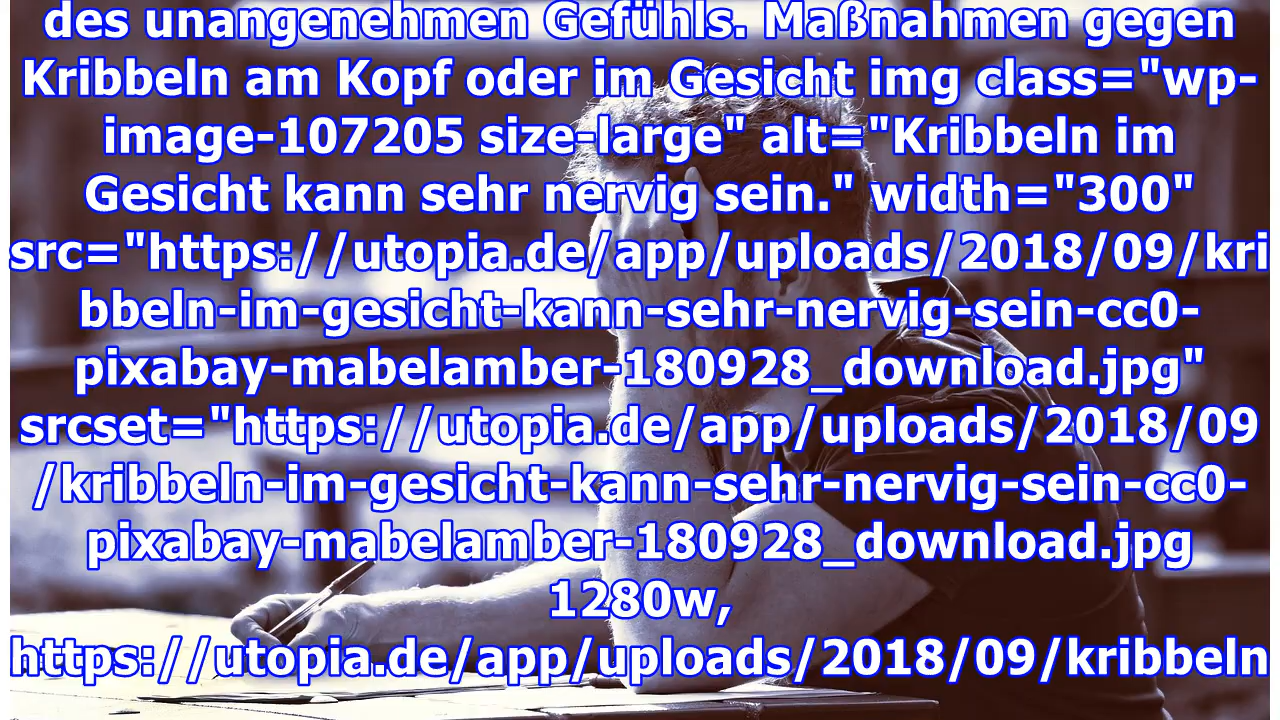 des unangenehmen Gefühls. Maßnahmen gegen
Kribbeln am Kopf oder im Gesicht img class="wp-
image-107205 size-large" alt="Kribbeln im
Gesicht kann sehr nervig sein." width="300"
src="https://utopia.de/app/uploads/2018/09/kri
bbeln-im-gesicht-kann-sehr-nervig-sein-cc0-
pixabay-mabelamber-180928_download.jpg"
srcset="https://utopia.de/app/uploads/2018/09
/kribbeln-im-gesicht-kann-sehr-nervig-sein-cc0-
pixabay-mabelamber-180928_download.jpg
1280w,
https://utopia.de/app/uploads/2018/09/kribbeln